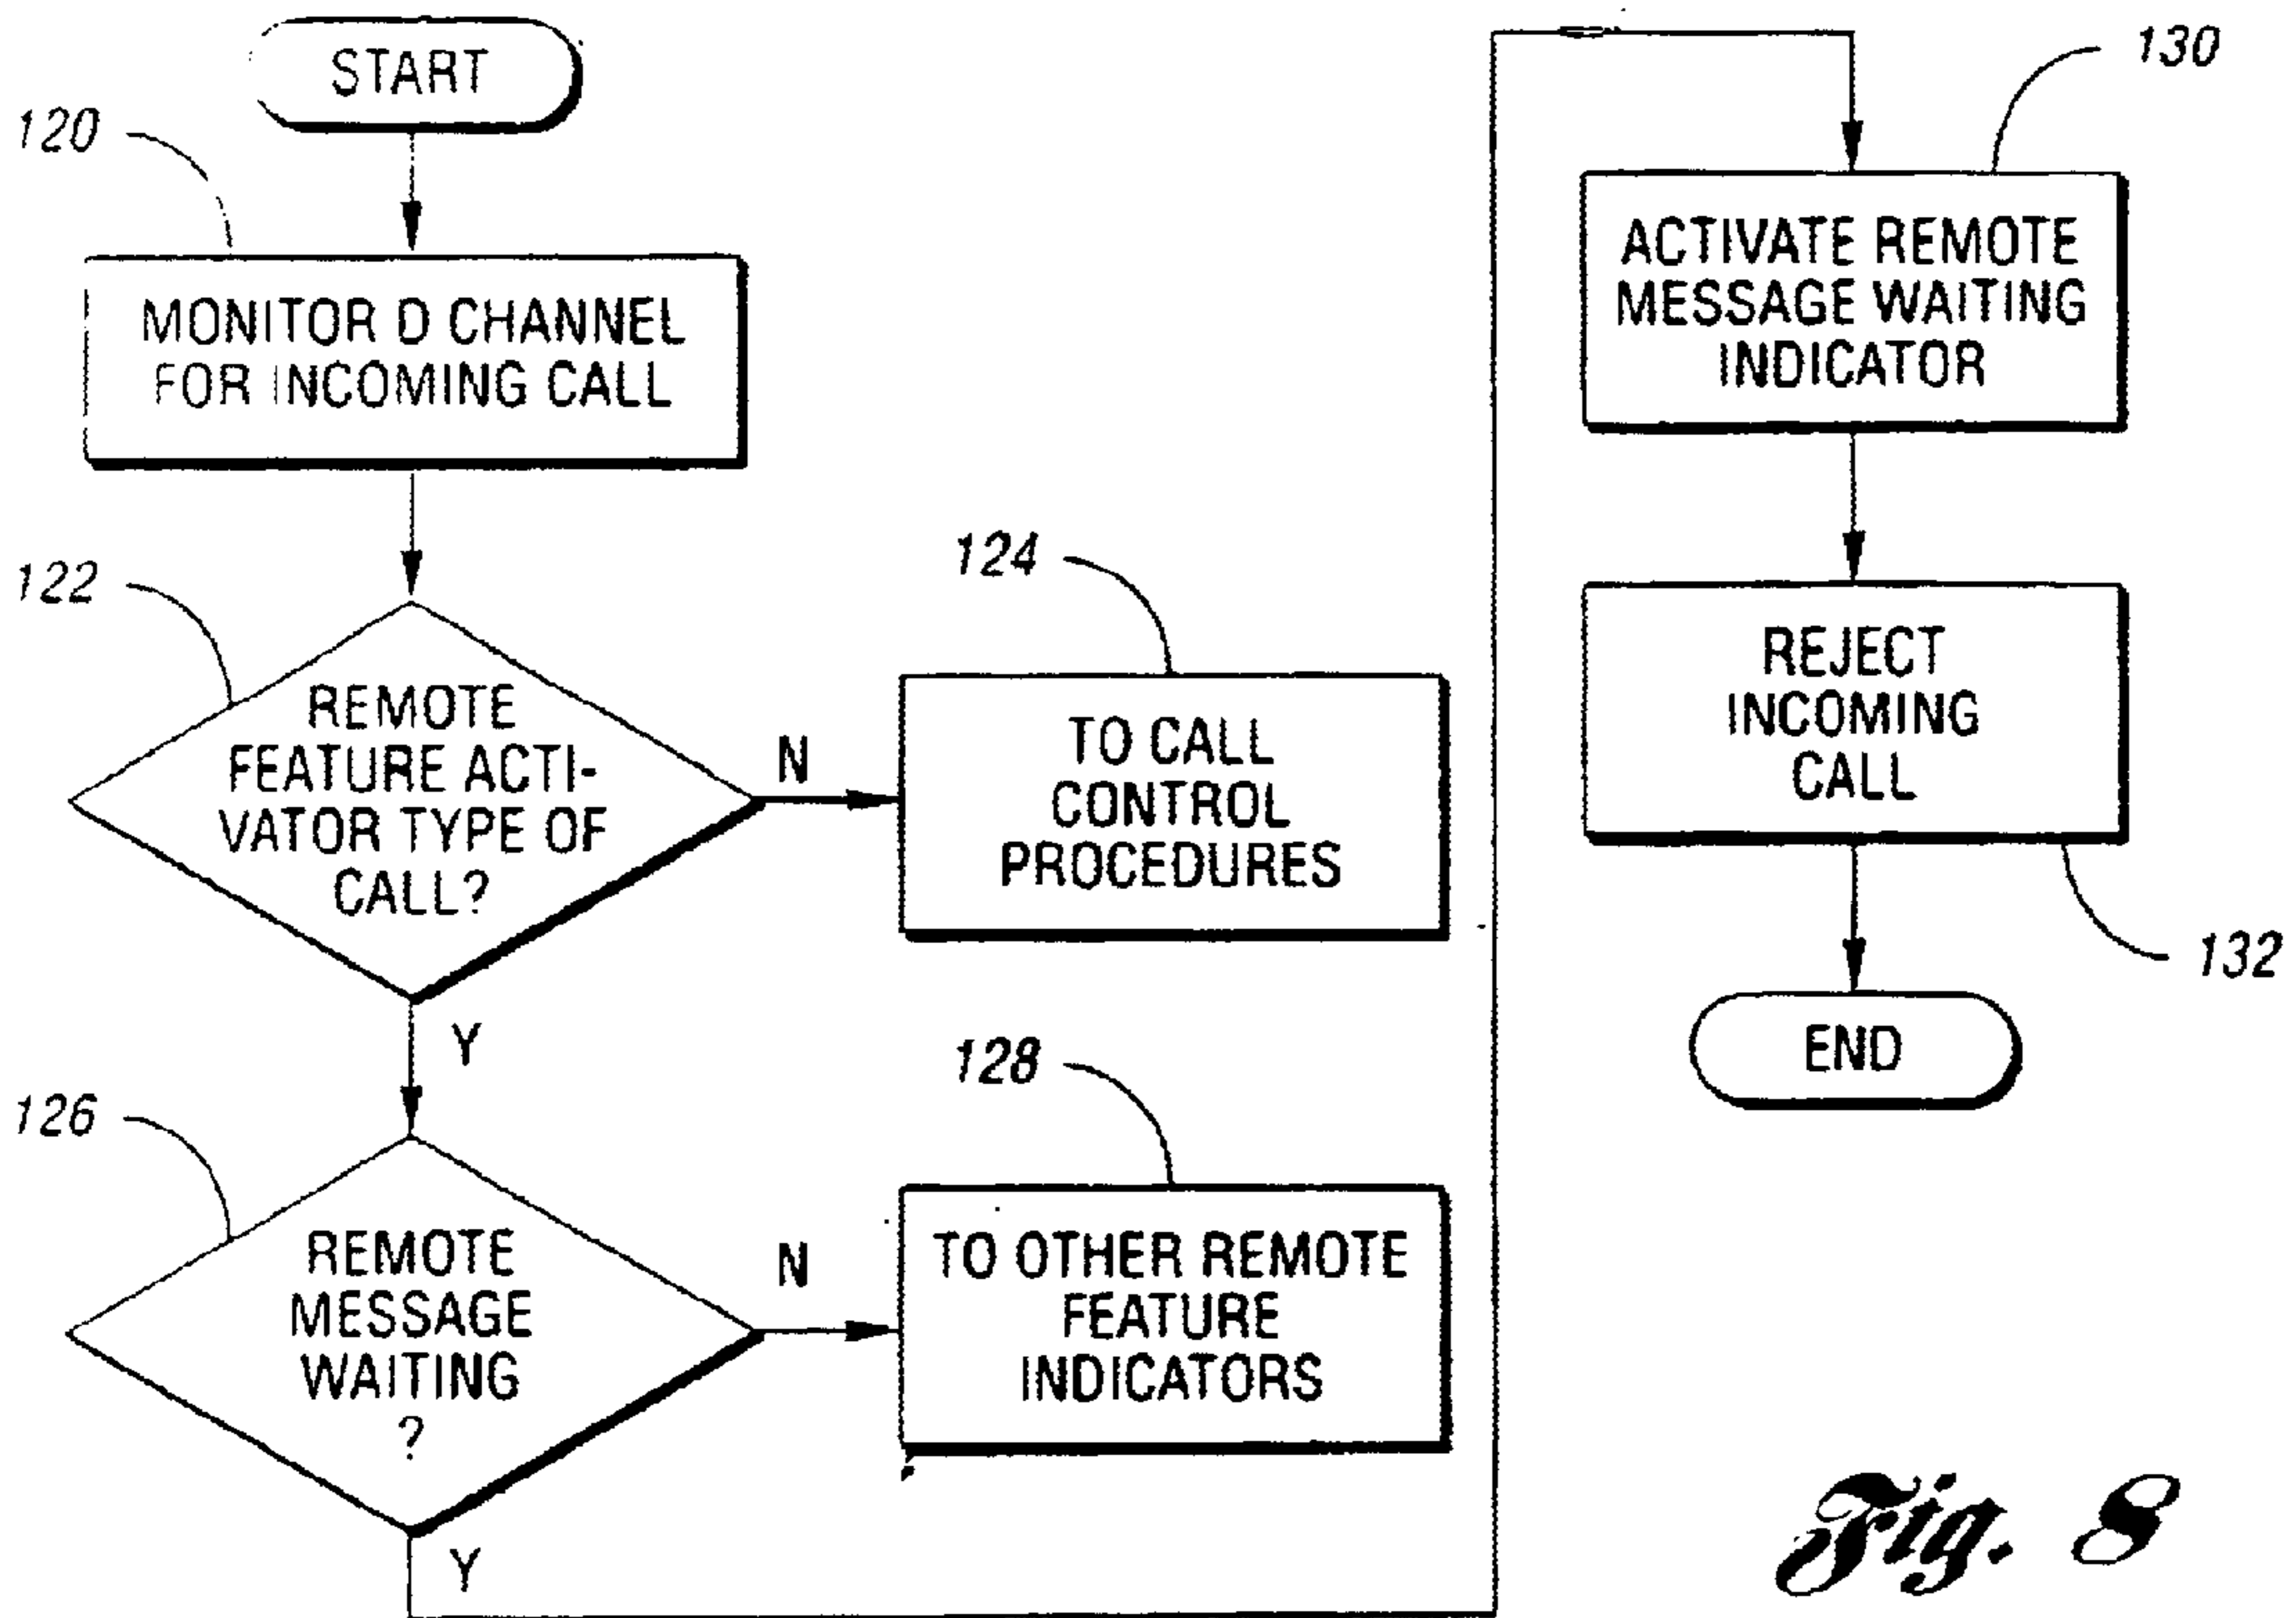 START
120
MONITOR D CHANNEL
FOR INCOMING CALL
122
REMOTE
FEATURE ACTI-
VATOR TYPE OF
CALL?
N
124
TO CALL
CONTROL
PROCEDURES
Y
126
REMOTE
MESSAGE
WAITING
?
N
128
TO OTHER REMOTE
FEATURE
INDICATORS
Y
130
ACTIVATE REMOTE
MESSAGE WAITING
INDICATOR
REJECT
INCOMING
CALL
132
END
Fig. 8